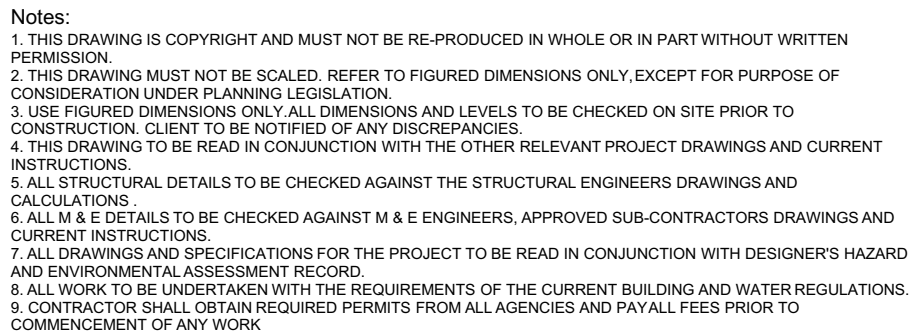 Notes:
1. THIS DRAWING IS COPYRIGHT AND MUST NOT BE RE-PRODUCED IN WHOLE OR IN PART WITHOUT WRITTEN
PERMISSION.
2. THIS DRAWING MUST NOT BE SCALED. REFER TO FIGURED DIMENSIONS ONLY, EXCEPT FOR PURPOSE OF
CONSIDERATION UNDER PLANNING LEGISLATION.
3. USE FIGURED DIMENSIONS ONLY. ALL DIMENSIONS AND LEVELS TO BE CHECKED ON SITE PRIOR TO
CONSTRUCTION. CLIENT TO BE NOTIFIED OF ANY DISCREPANCIES.
4. THIS DRAWING TO BE READ IN CONJUNCTION WITH THE OTHER RELEVANT PROJECT DRAWINGS AND CURRENT
INSTRUCTIONS.
5. ALL STRUCTURAL DETAILS TO BE CHECKED AGAINST THE STRUCTURAL ENGINEERS DRAWINGS AND
CALCULATIONS .
6. ALL M & E DETAILS TO BE CHECKED AGAINST M & E ENGINEERS, APPROVED SUB-CONTRACTORS DRAWINGS AND
CURRENT INSTRUCTIONS.
7. ALL DRAWINGS AND SPECIFICATIONS FOR THE PROJECT TO BE READ IN CONJUNCTION WITH DESIGNER'S HAZARD
AND ENVIRONMENTAL ASSESSMENT RECORD.
8. ALL WORK TO BE UNDERTAKEN WITH THE REQUIREMENTS OF THE CURRENT BUILDING AND WATER REGULATIONS.
9. CONTRACTOR SHALL OBTAIN REQUIRED PERMITS FROM ALL AGENCIES AND PAY ALL FEES PRIOR TO
COMMENCEMENT OF ANY WORK